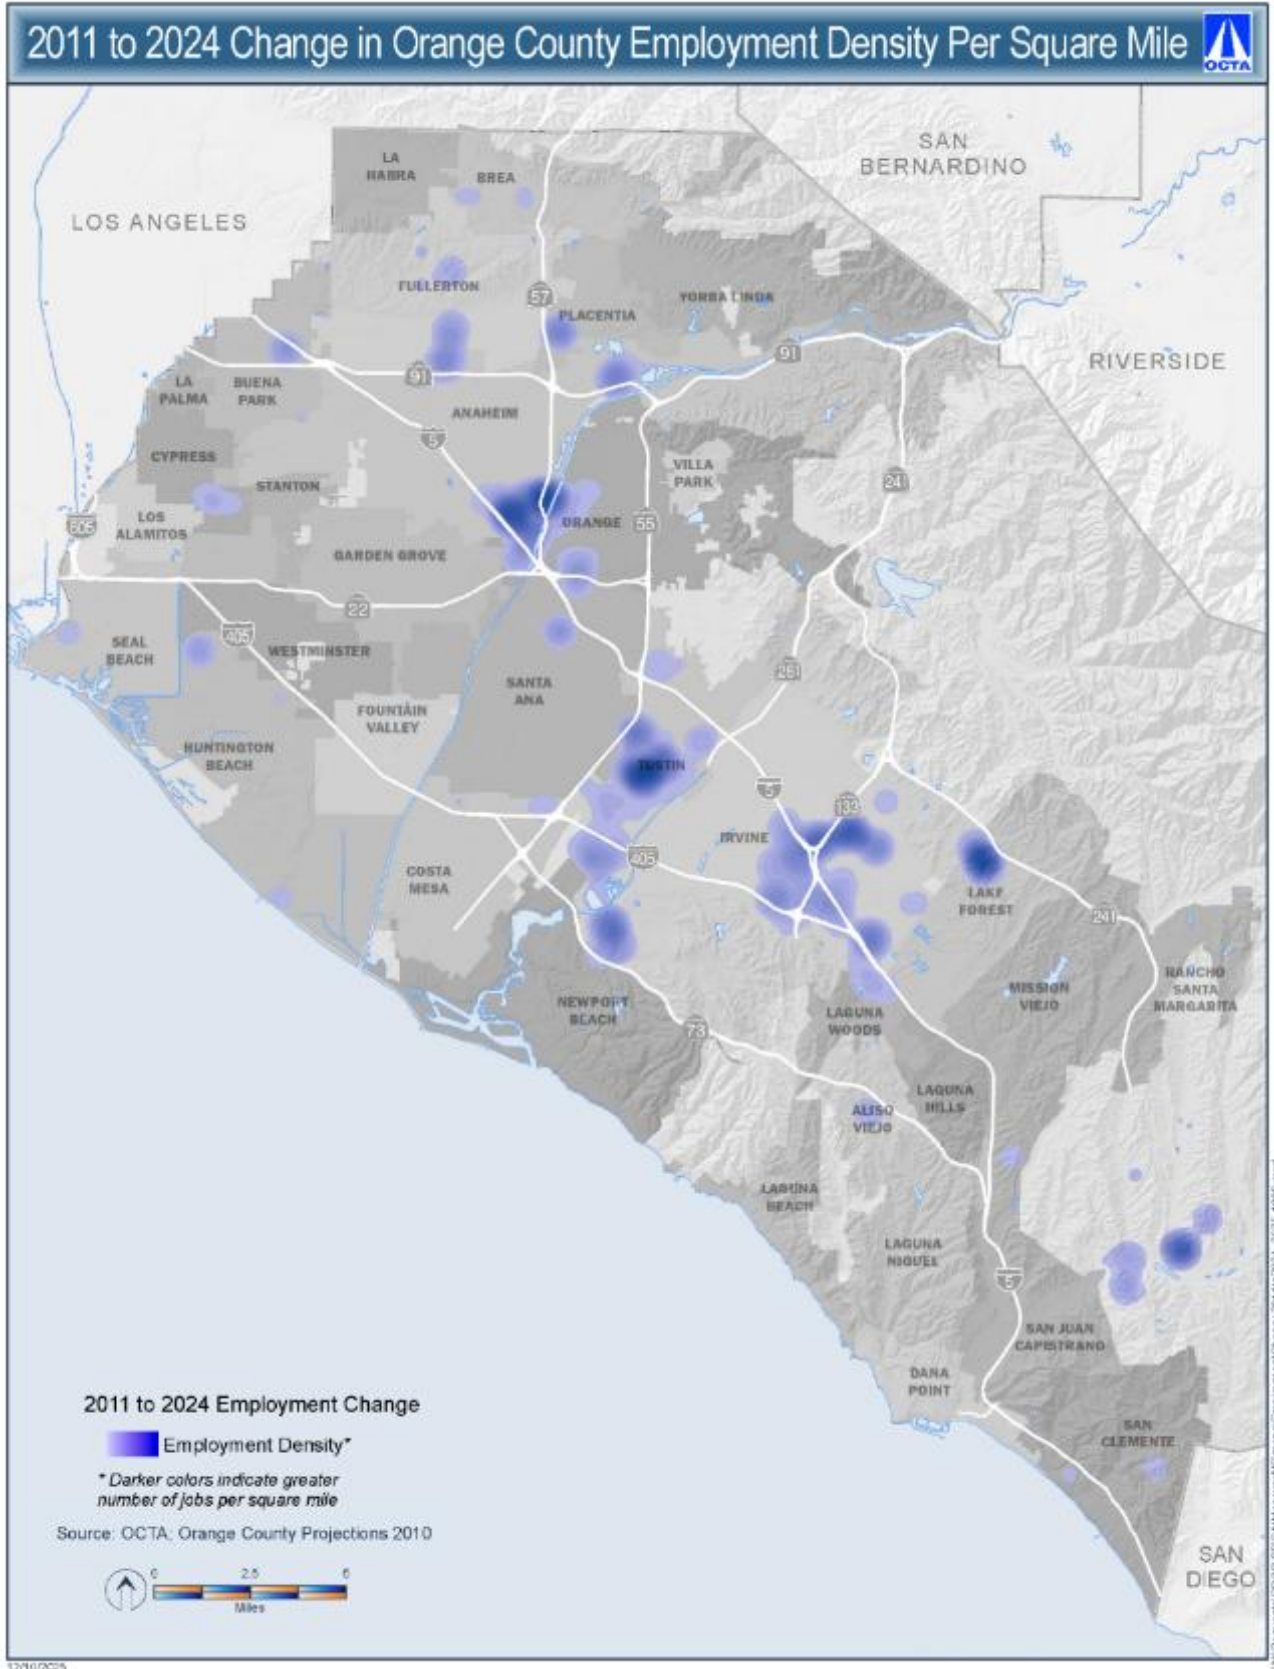 2011 to 2024 Change in Orange County Employment Density Per Square Mile
OCTA
SAN
BERNARDINO
LOS ANGELES
RIVERSIDE
LA
HABRA
BREA
FULLERTON
57
PLACENTIA
YORBA LINDA
91
91
LA
PALMA
BUENA
PARK
ANAHEIM
5
CYPRESS
STANTON
VILLA
PARK
241
LOS
ALAMITOS
605
ORANGE
55
GARDEN GROVE
22
405
SEAL
BEACH
WESTMINSTER
SANTA
ANA
261
FOUNTAIN
VALLEY
HUNTINGTON
BEACH
TUSTIN
5
133
IRVINE
405
COSTA
MESA
LAKE
FOREST
241
RANCHO
SANTA
MARGARITA
MISSION
VIEJO
NEWPORT
BEACH
73
LAGUNA
WOODS
LAGUNA
HILLS
ALISO
VIEJO
LAGUNA
BEACH
LAGUNA
NIGUEL
5
SAN JUAN
CAPISTRANO
DANA
POINT
SAN
CLEMENTE
SAN
DIEGO
2011 to 2024 Employment Change
Employment Density*
* Darker colors indicate greater
number of jobs per square mile
Source: OCTA; Orange County Projections 2010
0 2.5
Miles